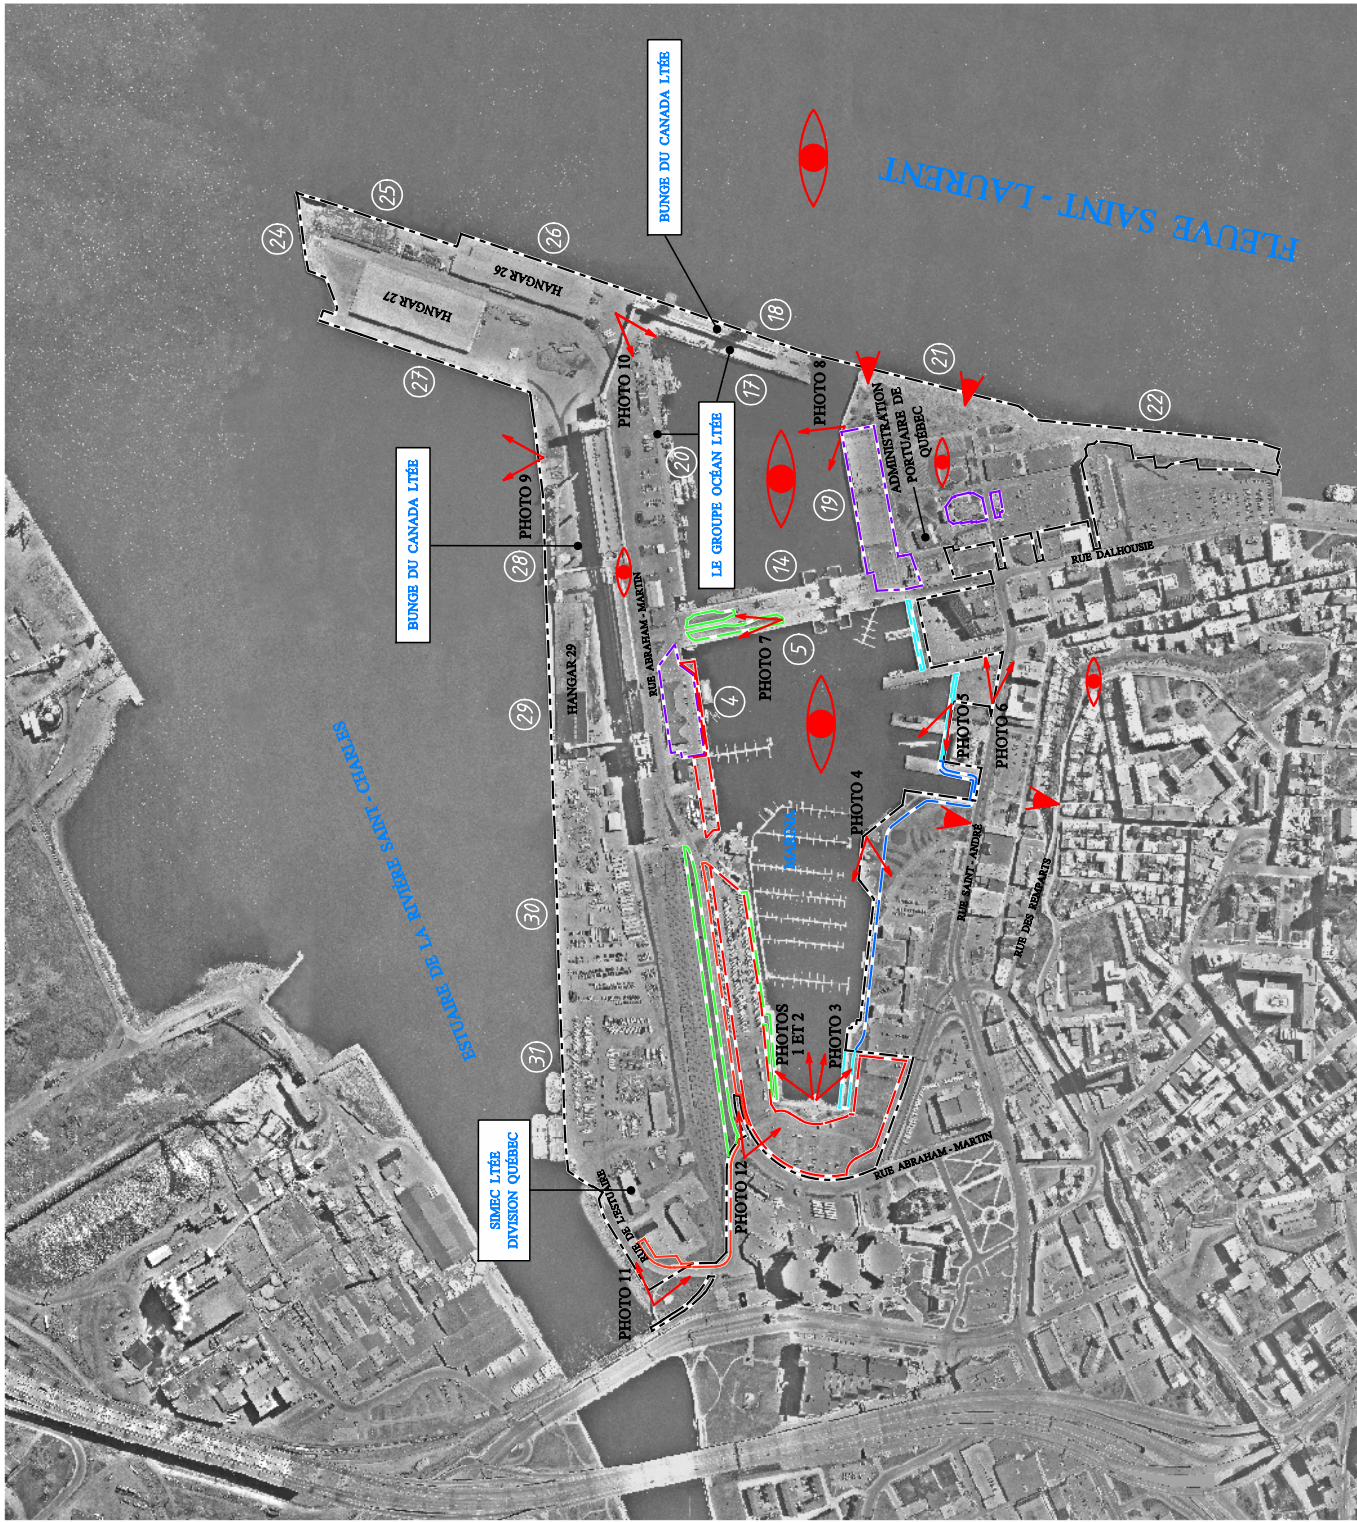 FLEUVE SAINT - LAURENT
ESTUAIRE DE LA RIVIÈRE SAINT - CHARLES
BUNGE DU CANADA LTÉE
BUNGE DU CANADA LTÉE
LE GROUPE OCÉAN LTÉE
SIMEC LTÉE
DIVISION QUÉBEC
ADMINISTRATION
PORTUAIRE DE
QUÉBEC
HANGAR 26
HANGAR 27
HANGAR 29
MARINA
RUE ABRAHAM - MARTIN
RUE ABRAHAM - MARTIN
RUE DALHOUSIE
RUE SAINT - ANDRÉ
RUE DES REMPARTS
RUE DE L'ESTUAIRE
PHOTOS
1 ET 2
PHOTO 3
PHOTO 4
PHOTO 5
PHOTO 6
PHOTO 7
PHOTO 8
PHOTO 9
PHOTO 10
PHOTO 11
PHOTO 12
4
5
14
17
18
19
20
21
22
24
25
26
27
28
29
30
31